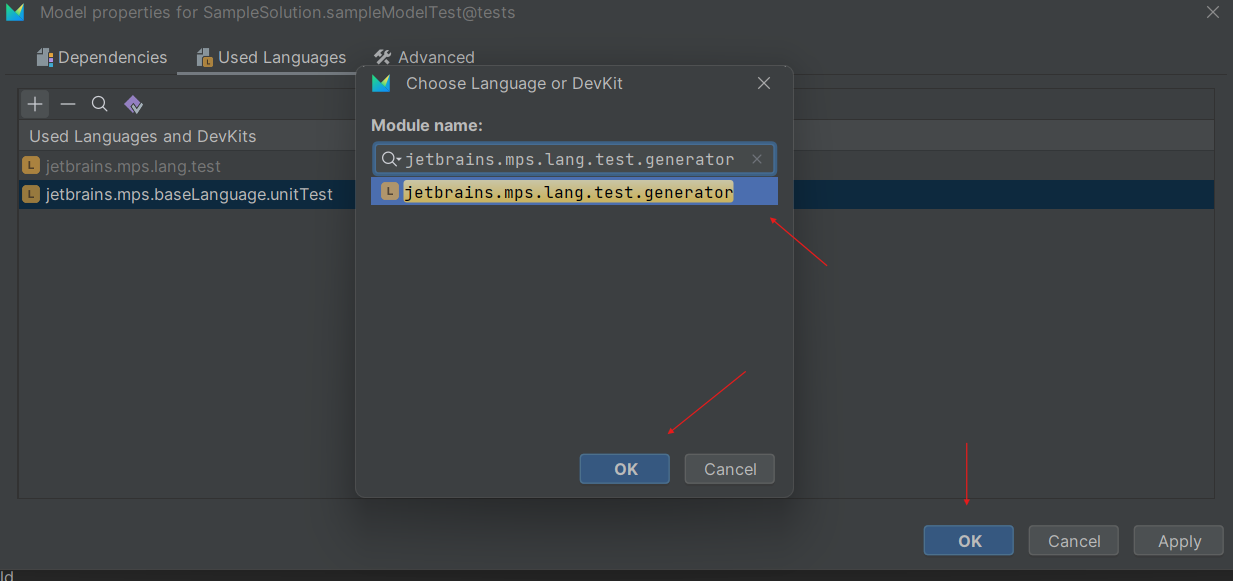 Model properties for SampleSolution.sampleModelTest@tests
Dependencies Used Languages Advanced
Choose Language or DevKit
Module name:
jetbrains.mps.lang.test.generator
jetbrains.mps.lang.test.generator
OK Cancel
Used Languages and DevKits
L jetbrains.mps.lang.test
L jetbrains.mps.baseLanguage.unitTest
OK Cancel Apply
ld